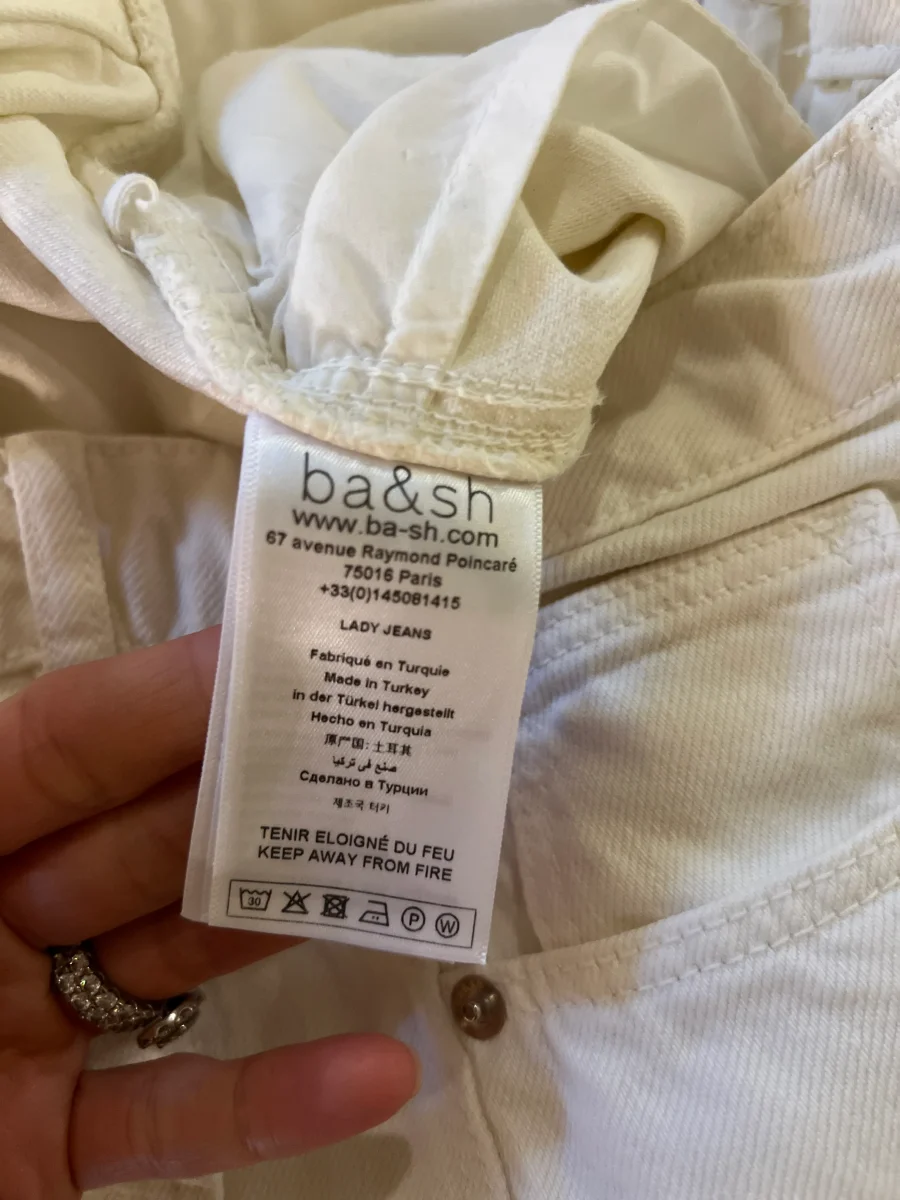 ba&sh
www.ba-sh.com
67 avenue Raymond Poincaré
75016 Paris
+33(0)145081415
LADY JEANS
Fabriqué en Turquie
Made in Turkey
in der Türkei hergestellt
Hecho en Turquia
原产国: 土耳其
صنع في تركيا
Сделано в Турции
제조국 터키
TENIR ELOIGNÉ DU FEU
KEEP AWAY FROM FIRE
30 P W